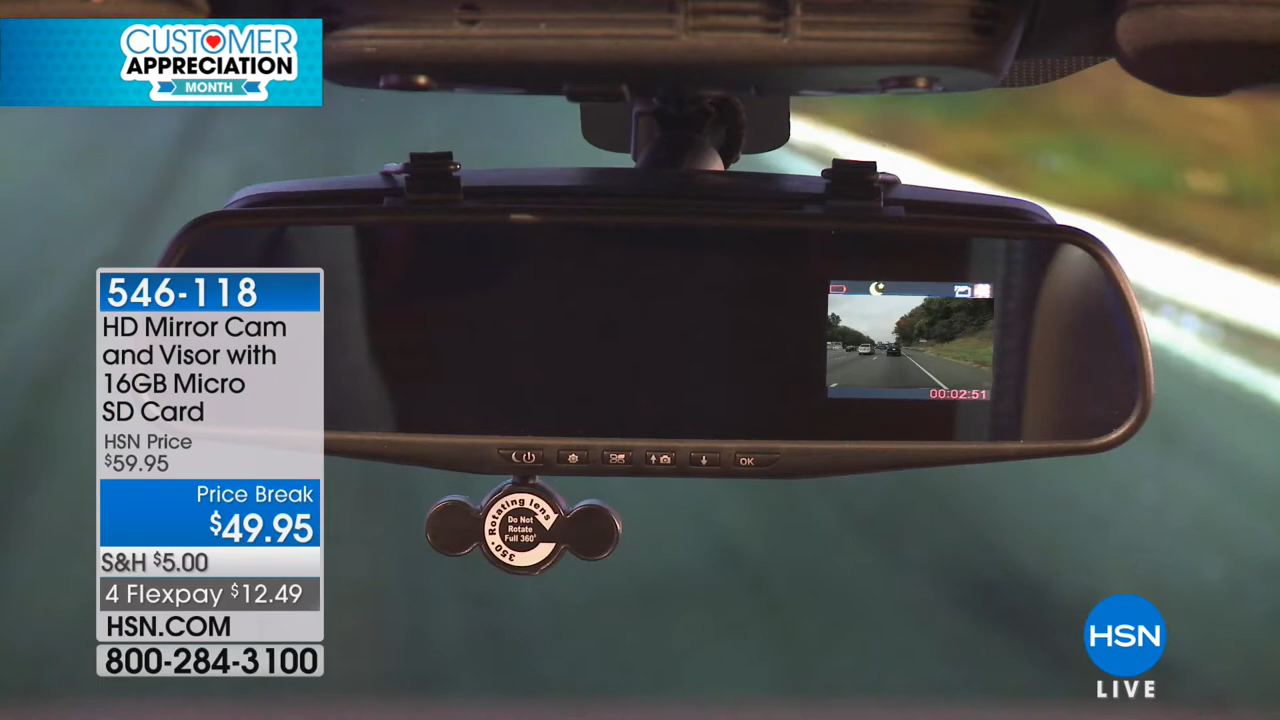 CUSTOMER
APPRECIATION
MONTH
546-118
HD Mirror Cam
and Visor with
16GB Micro
SD Card
HSN Price
$59.95
Price Break
$49.95
S&H $5.00
4 Flexpay $12.49
HSN.COM
800-284-3100
00:02:51
OK
350° Rotating lens
Do Not
Rotate
Full 360°
HSN
LIVE